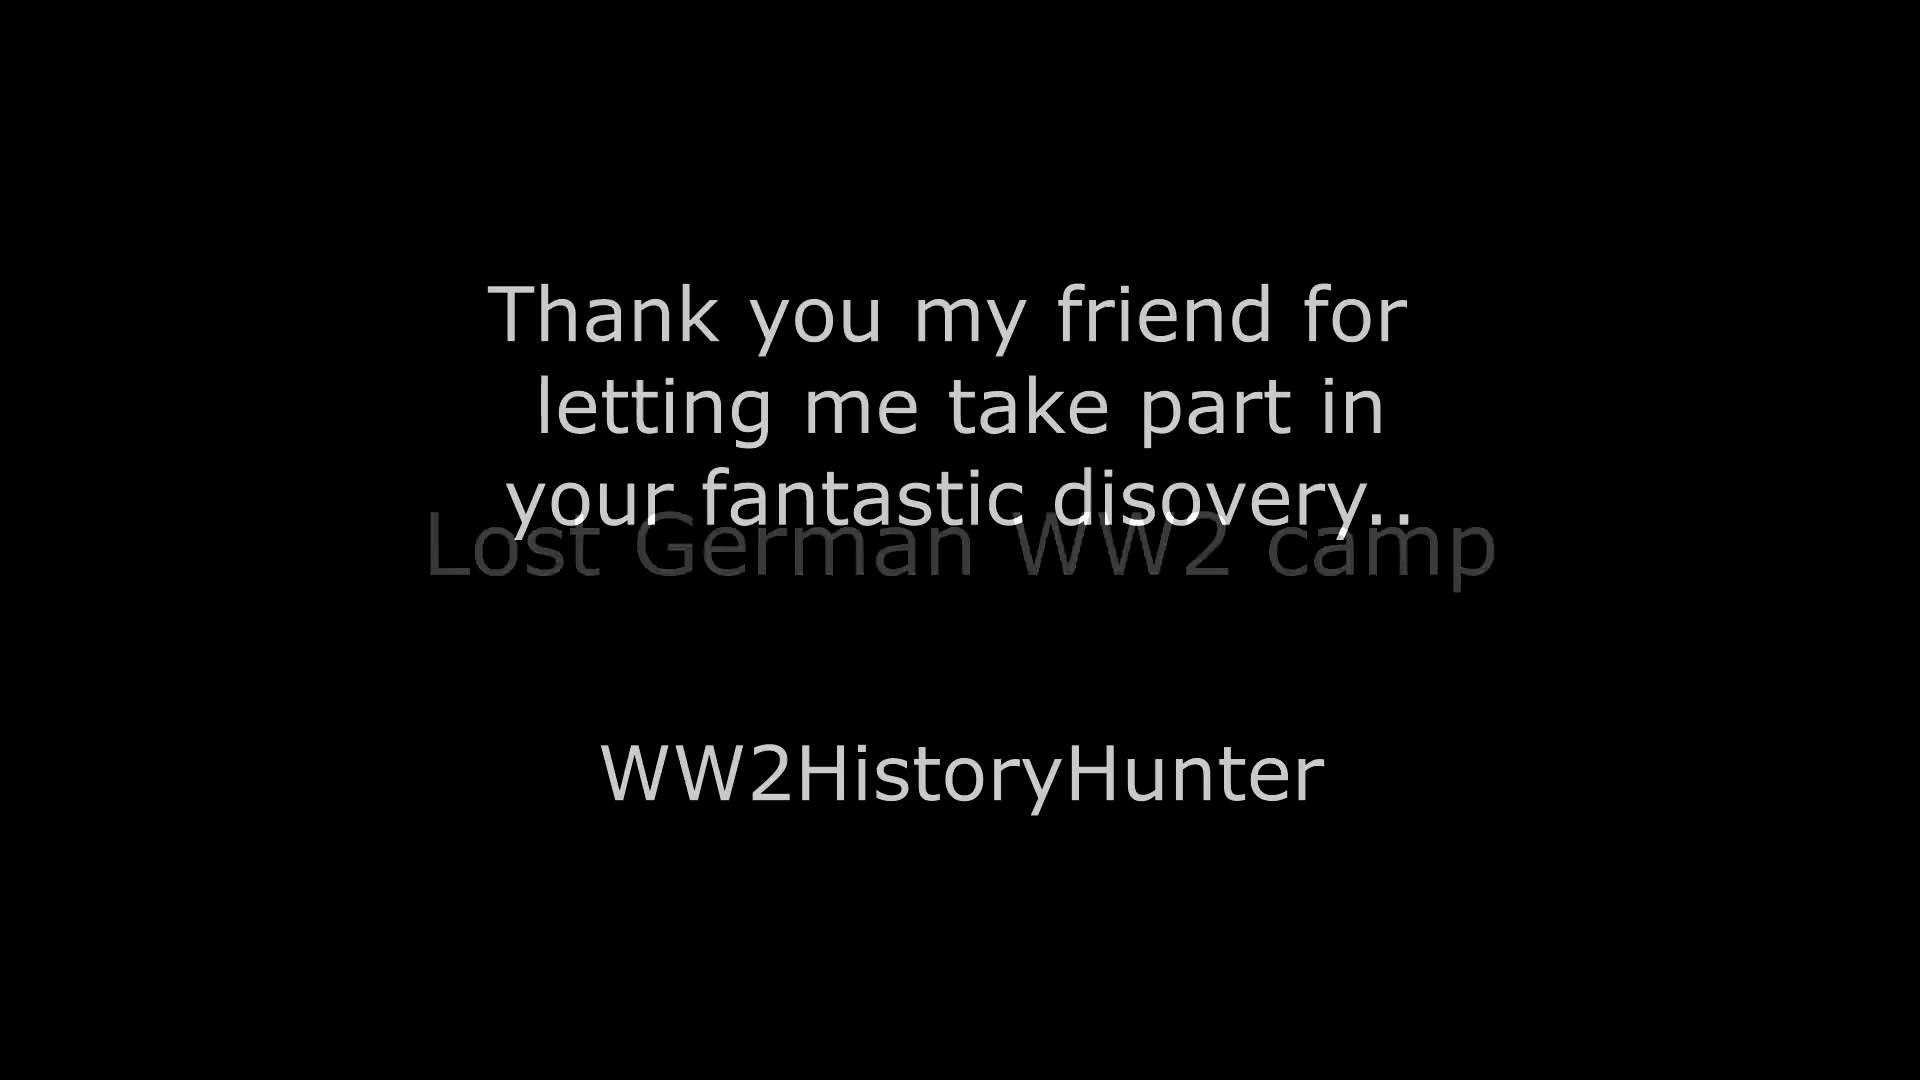 Thank you my friend for
letting me take part in
your fantastic disovery..
Lost German WW2 camp
WW2HistoryHunter